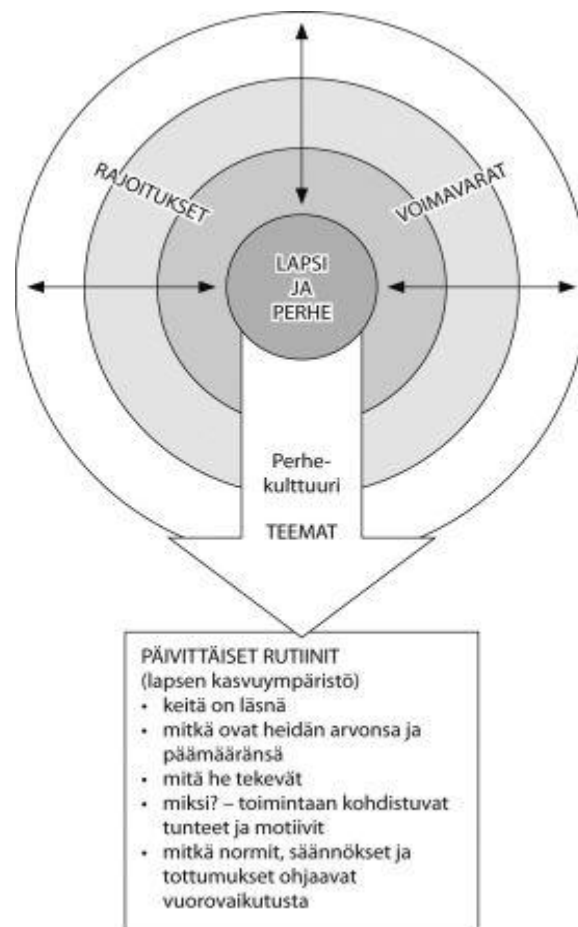 RAJOITUKSET
VOIMAVARAT
LAPSI
JA
PERHE
Perhe-
kulttuuri
TEEMAT
PÄIVITTÄISET RUTIINIT
(lapsen kasvuympäristö)
• keitä on läsnä
• mitkä ovat heidän arvonsa ja
päämääränsä
• mitä he tekevät
• miksi? – toimintaan kohdistuvat
tunteet ja motiivit
• mitkä normit, säännökset ja
tottumukset ohjaavat
vuorovaikutusta